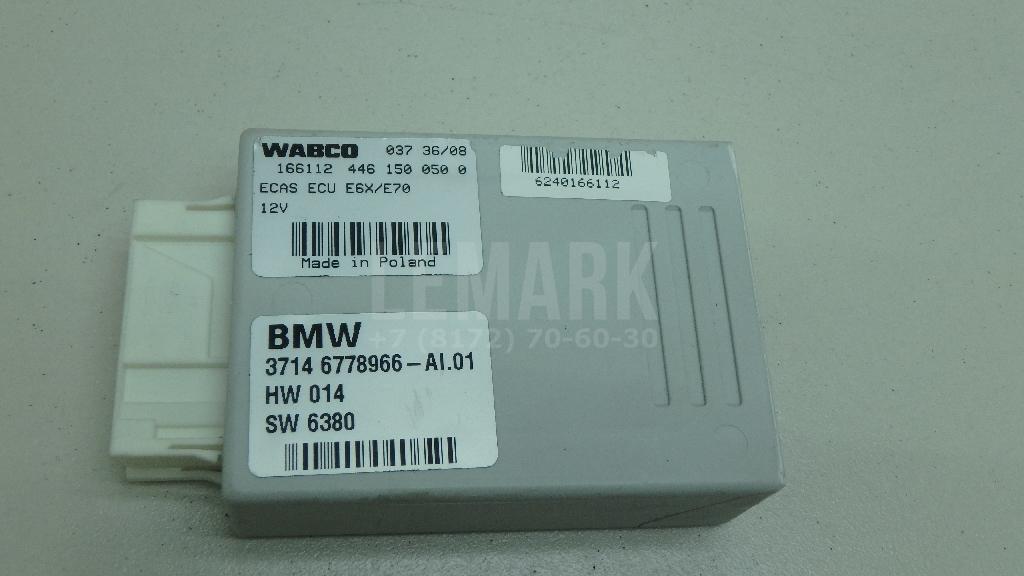 WABCO 037 36/08
166112 446 150 050 0
ECAS ECU E6X/E70
12V
Made in Poland
6240166112
LEMARK
+7 (8172) 70-60-30
BMW
3714 6778966-AI.01
HW 014
SW 6380